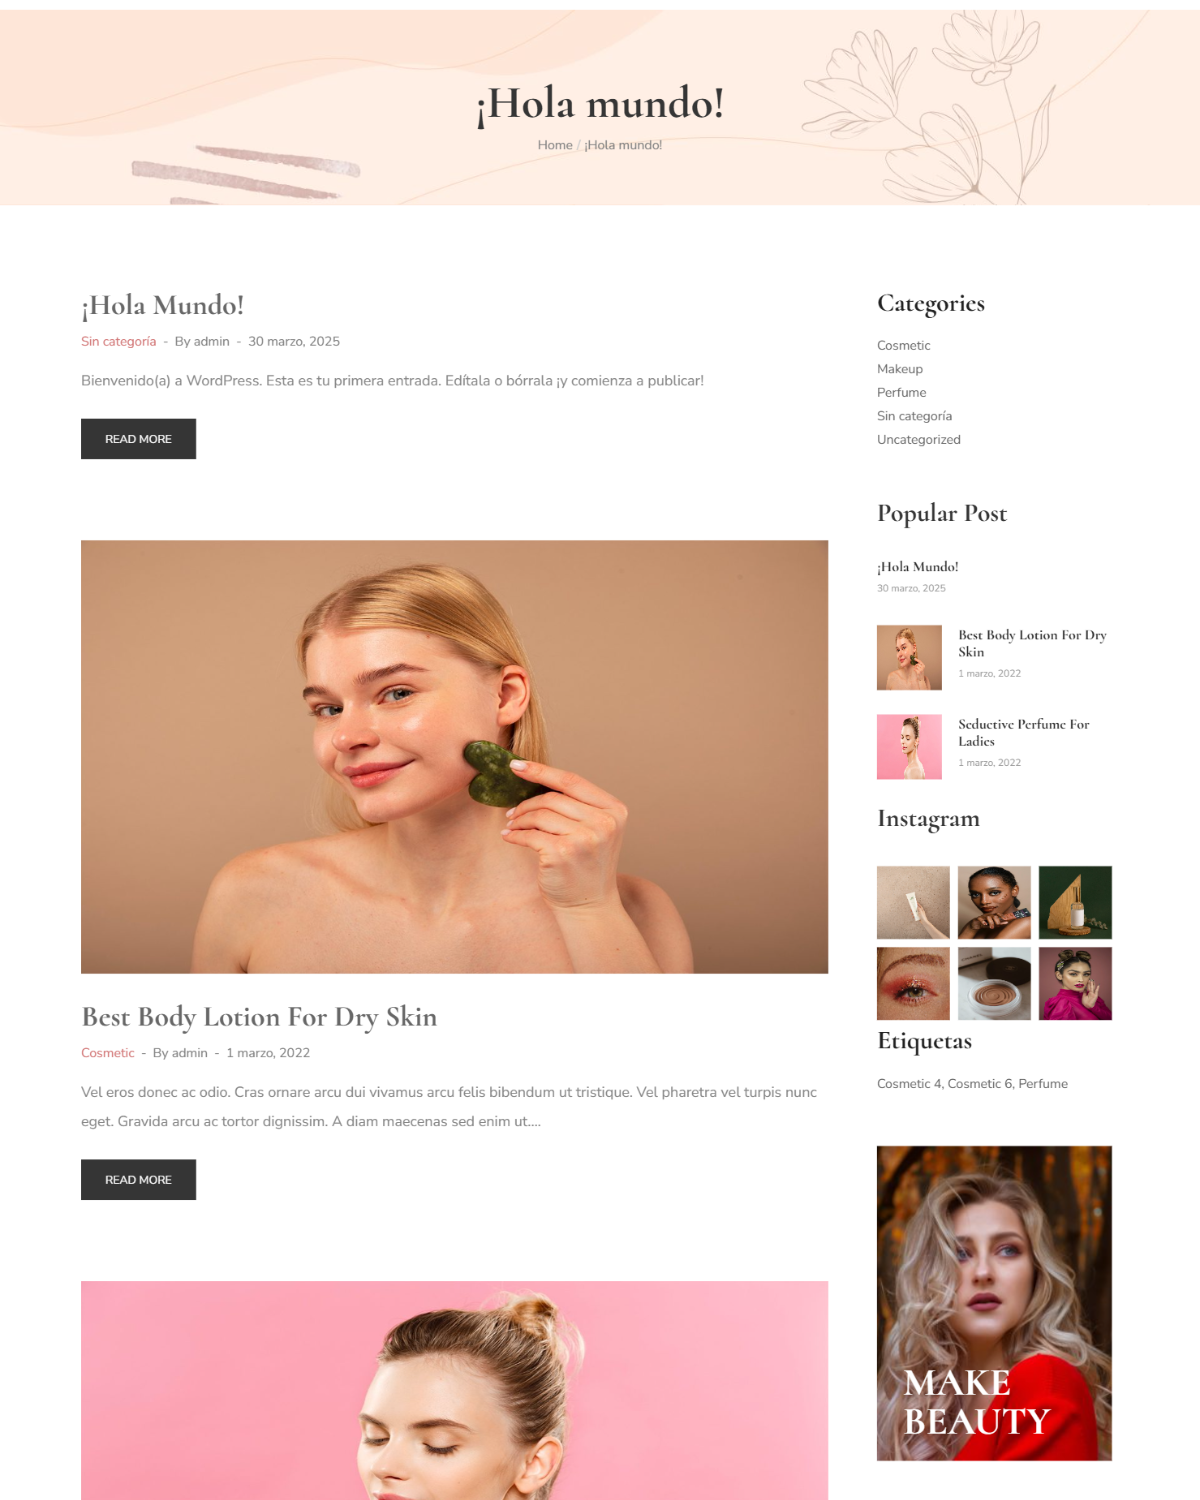 ¡Hola mundo!
Home / ¡Hola mundo!
¡Hola Mundo!
Sin categoría - By admin - 30 marzo, 2025
Bienvenido(a) a WordPress. Esta es tu primera entrada. Edítala o bórrala ¡y comienza a publicar!
READ MORE
Best Body Lotion For Dry Skin
Cosmetic - By admin - 1 marzo, 2022
Vel eros donec ac odio. Cras ornare arcu dui vivamus arcu felis bibendum ut tristique. Vel pharetra vel turpis nunc
eget. Gravida arcu ac tortor dignissim. A diam maecenas sed enim ut....
READ MORE
Categories
Cosmetic
Makeup
Perfume
Sin categoría
Uncategorized
Popular Post
¡Hola Mundo!
30 marzo, 2025
Best Body Lotion For Dry
Skin
1 marzo, 2022
Seductive Perfume For
Ladies
1 marzo, 2022
Instagram
Etiquetas
Cosmetic 4, Cosmetic 6, Perfume
MAKE
BEAUTY